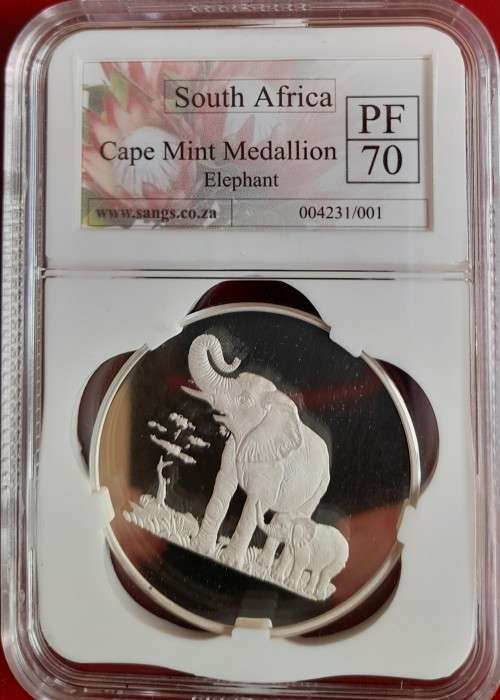 South Africa
PF
70
Cape Mint Medallion
Elephant
www.sangs.co.za
004231/001